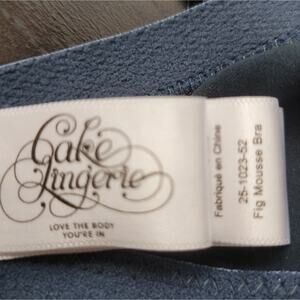 Cake
Lingerie
LOVE THE BODY
YOU'RE IN
Fabriqué en Chine
25-1023-52
Fig Mousse Bra